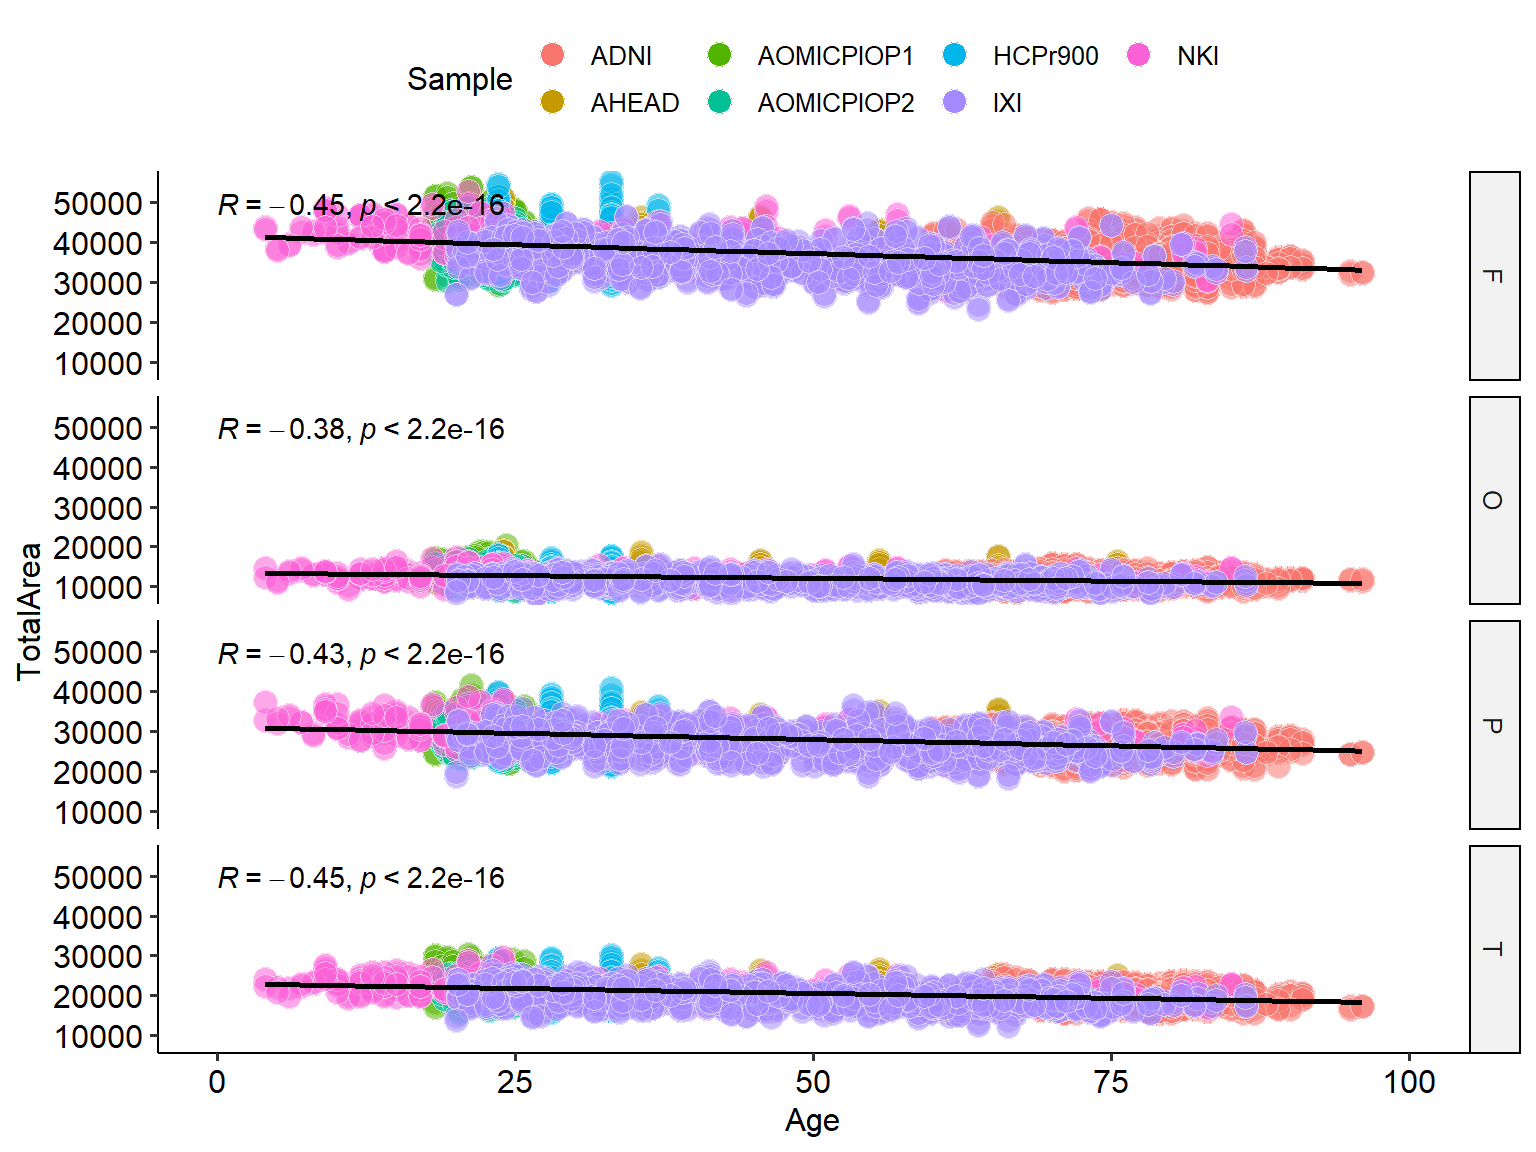 Sample
ADNI AOMICPIOP1 HCPr900 NKI
AHEAD AOMICPIOP2 IXI
TotalArea
50000
40000
30000
20000
10000
R = −0.45, p < 2.2e-16
F
50000
40000
30000
20000
10000
R = −0.38, p < 2.2e-16
O
50000
40000
30000
20000
10000
R = −0.43, p < 2.2e-16
P
50000
40000
30000
20000
10000
R = −0.45, p < 2.2e-16
T
0 25 50 75 100
Age